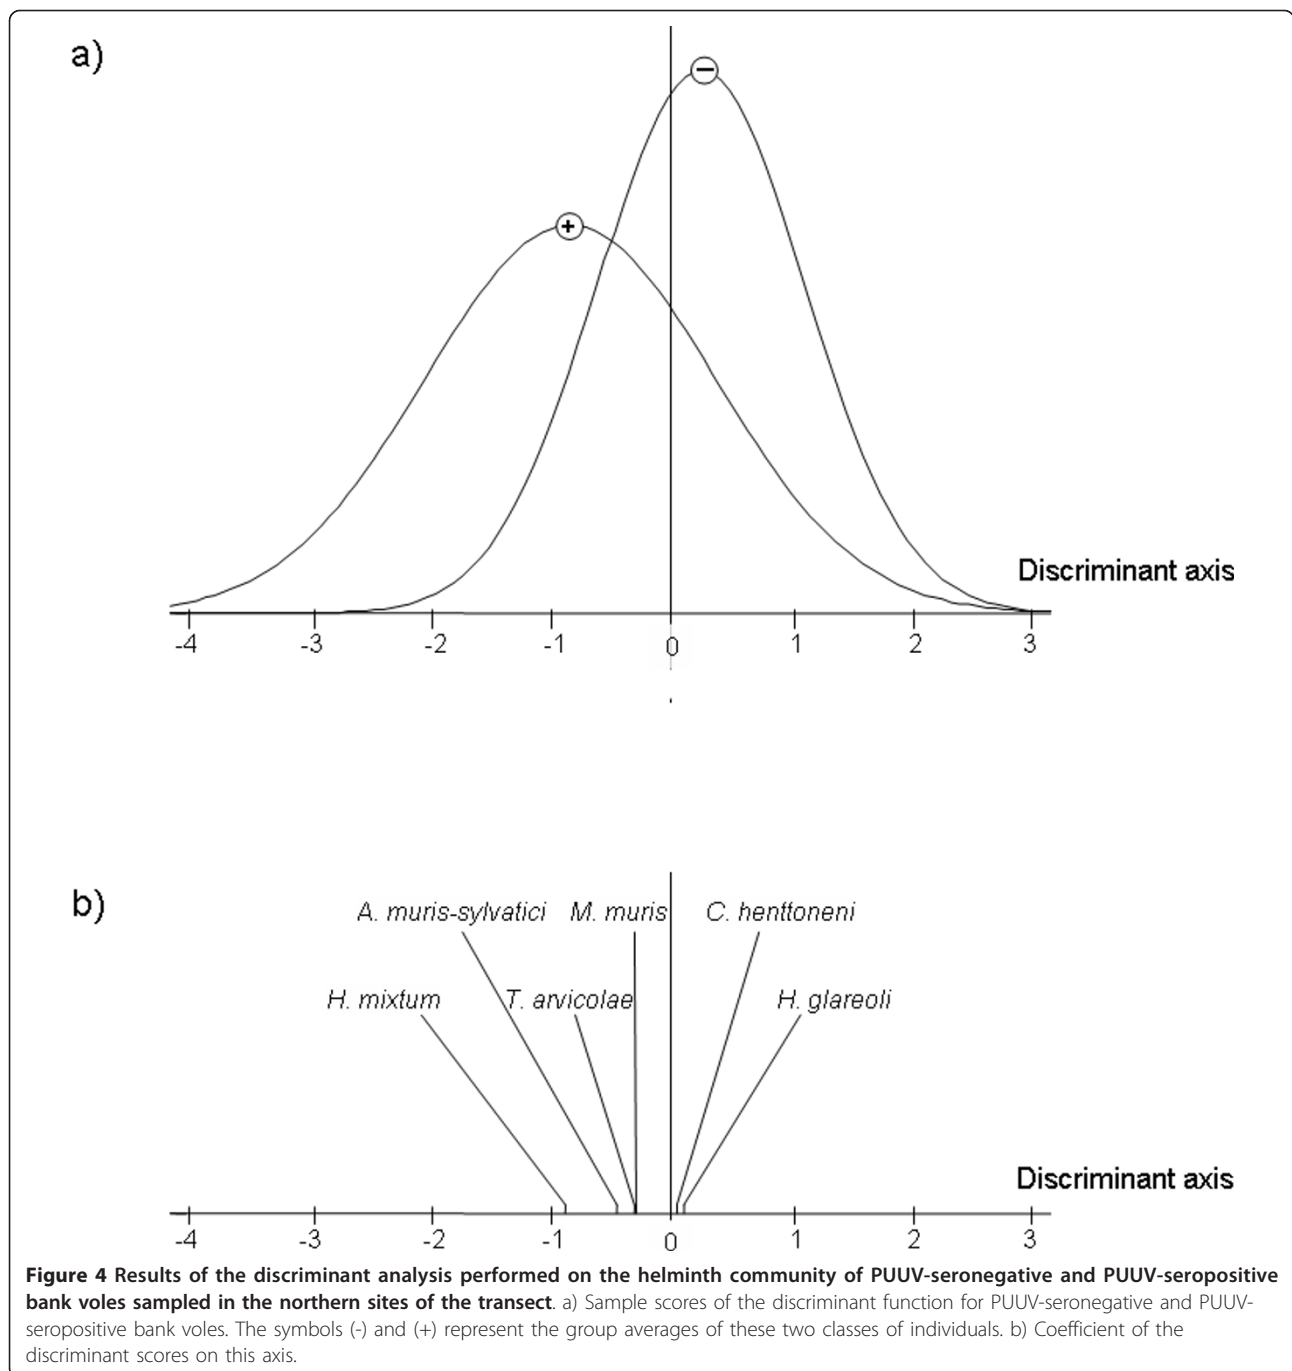 a)
−
+
Discriminant axis
-4 -3 -2 -1 0 1 2 3
b)
A. muris-sylvatici M. muris C. henttoneni
H. mixtum T. arvicolae H. glareoli
Discriminant axis
-4 -3 -2 -1 0 1 2 3
Figure 4 Results of the discriminant analysis performed on the helminth community of PUUV-seronegative and PUUV-seropositive
bank voles sampled in the northern sites of the transect. a) Sample scores of the discriminant function for PUUV-seronegative and PUUV-
seropositive bank voles. The symbols (-) and (+) represent the group averages of these two classes of individuals. b) Coefficient of the
discriminant scores on this axis.